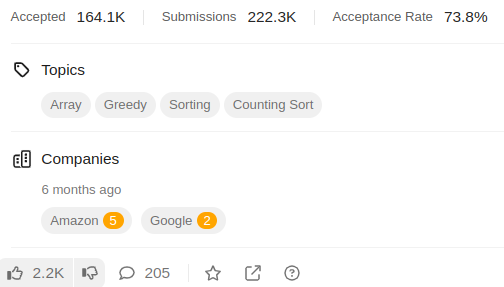 Accepted 164.1K Submissions 222.3K Acceptance Rate 73.8%
Topics
Array Greedy Sorting Counting Sort
Companies
6 months ago
Amazon 5 Google 2
2.2K 205